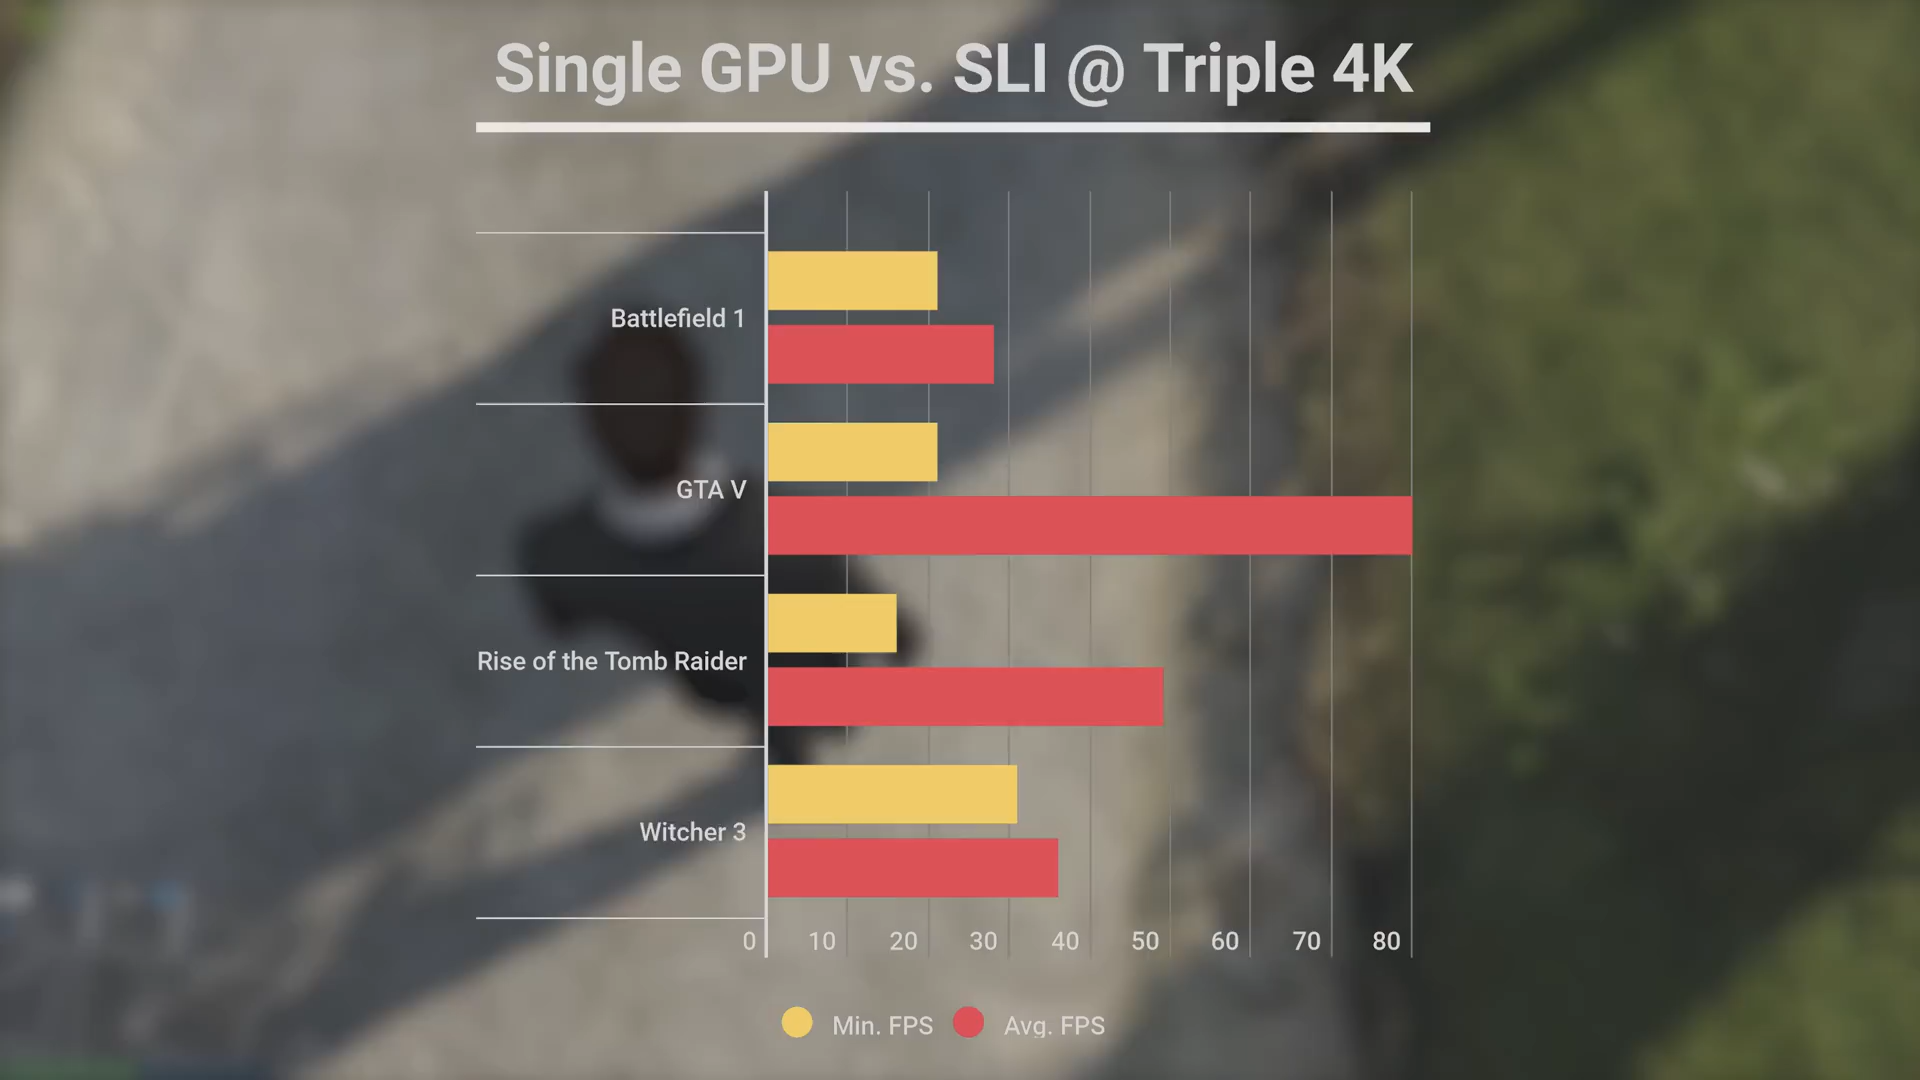 Single GPU vs. SLI @ Triple 4K
Battlefield 1
GTA V
Rise of the Tomb Raider
Witcher 3
0 10 20 30 40 50 60 70 80
Min. FPS Avg. FPS